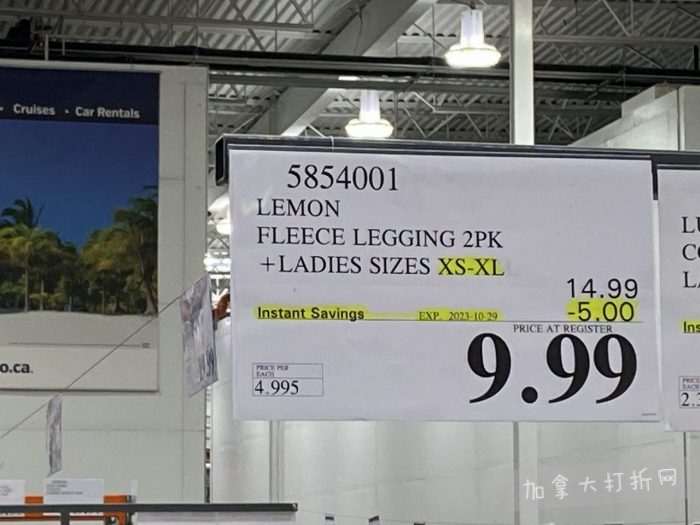 • Cruises • Car Rentals
o.ca.
5854001
LEMON
FLEECE LEGGING 2PK
+LADIES SIZES XS-XL
14.99
Instant Savings EXP. 2023-10-29 -5.00
PRICE AT REGISTER
9.99
PRICE PER
EACH
4.995
加拿大打折网